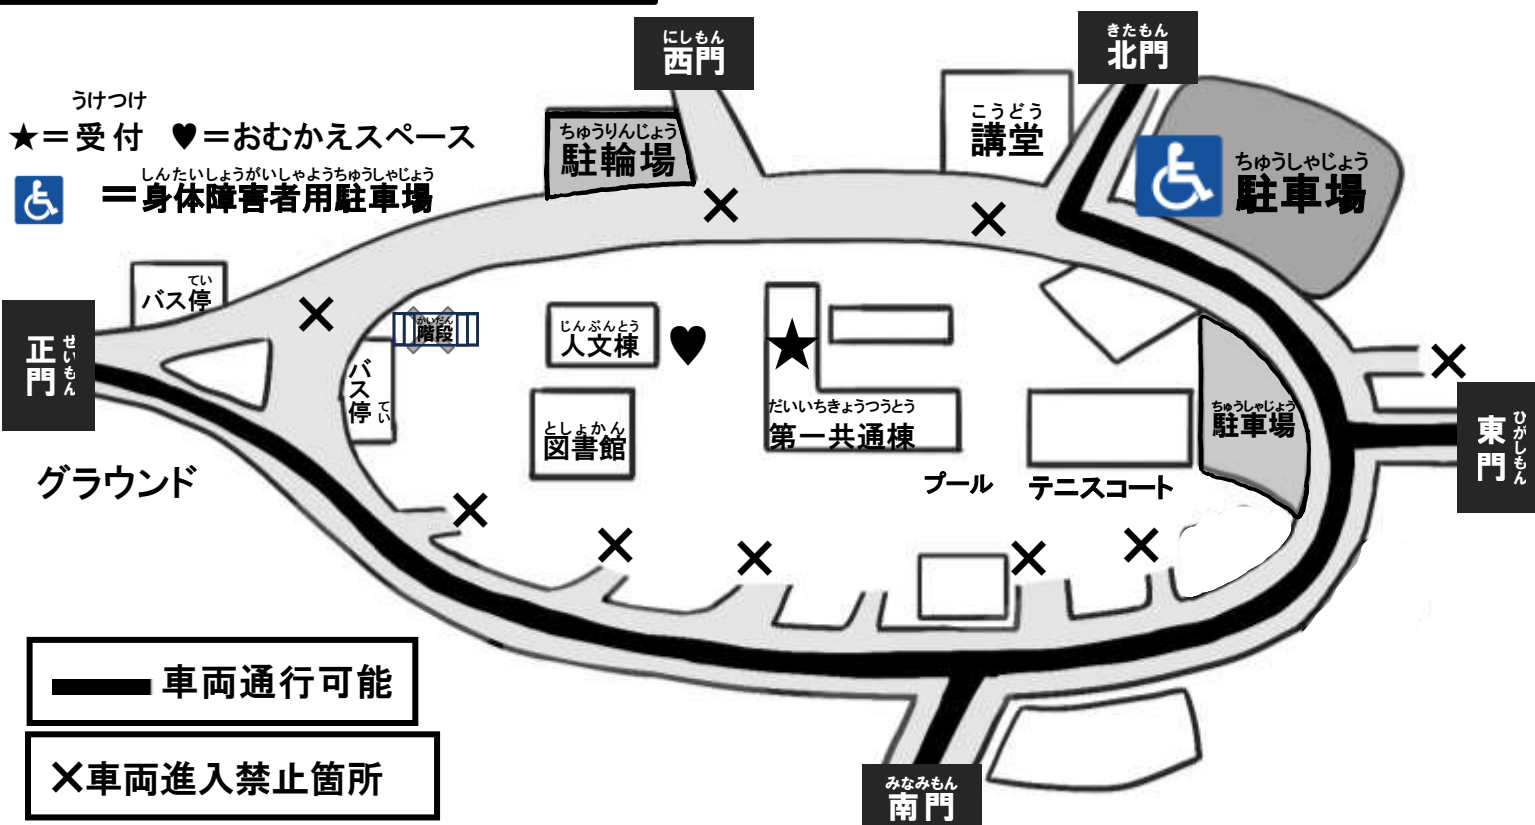 にしもん
西門
きたもん
北門
うけつけ
★=受付 ♥=おむかえスペース
しんたいしょうがいしゃようちゅうしゃじょう
=身体障害者用駐車場
ちゅうりんじょう
駐輪場
こうどう
講堂
ちゅうしゃじょう
駐車場
てい
バス停
せいもん
正門
かいだん
階段
じんぶんとう
人文棟
てい
バス停
としょかん
図書館
だいいちきょうつうとう
第一共通棟
ちゅうしゃじょう
駐車場
ひがしもん
東門
グラウンド
プール
テニスコート
車両通行可能
×車両進入禁止箇所
みなみもん
南門